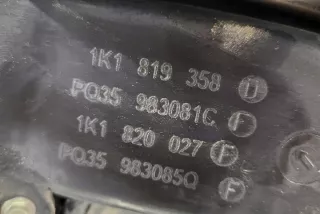 1K1 819 358 D
PQ35 983081C F
1K1 820 027 F
PQ35 983085Q F